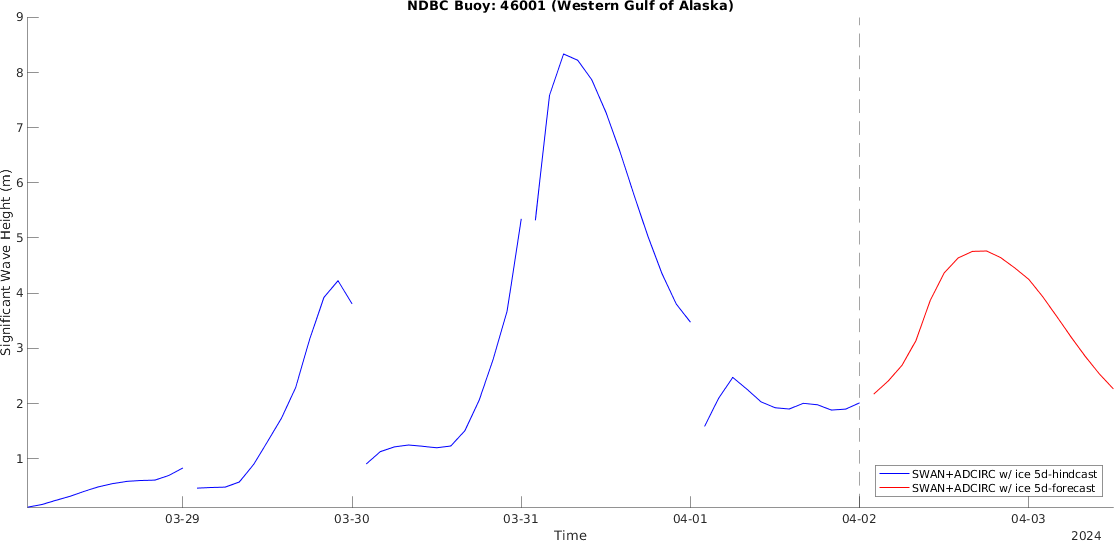 NDBC Buoy: 46001 (Western Gulf of Alaska)
9
8
7
6
5
4
3
2
1
Significant Wave Height (m)
SWAN+ADCIRC w/ ice 5d-hindcast
SWAN+ADCIRC w/ ice 5d-forecast
03-29 03-30 03-31 04-01 04-02 04-03
Time
2024